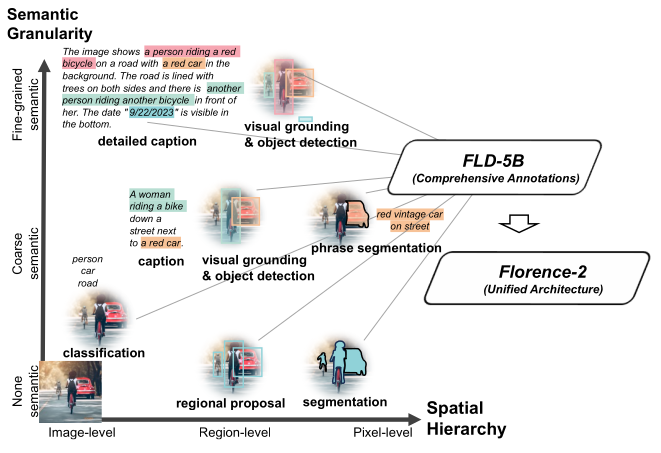 Semantic
Granularity
Fine-grained
semantic
The image shows a person riding a red
bicycle on a road with a red car in the
background. The road is lined with
trees on both sides and there is another
person riding another bicycle in front of
her. The date "9/22/2023" is visible in
the bottom.
detailed caption
visual grounding
& object detection
FLD-5B
(Comprehensive Annotations)
Coarse
semantic
A woman
riding a bike
down a
street next
to a red car.
caption
visual grounding
& object detection
red vintage car
on street
phrase segmentation
Florence-2
(Unified Architecture)
person
car
road
classification
None
semantic
regional proposal
segmentation
Image-level
Region-level
Pixel-level
Spatial
Hierarchy